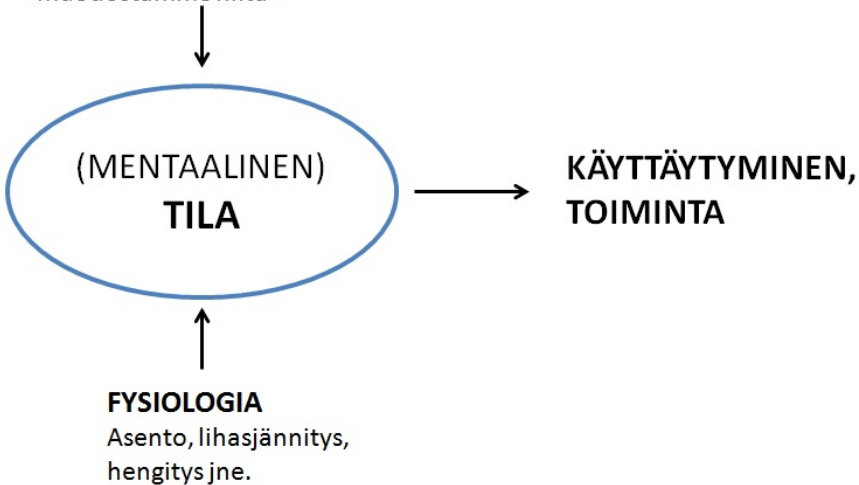 (MENTAALINEN)
TILA
KÄYTTÄYTYMINEN,
TOIMINTA
FYSIOLOGIA
Asento, lihasjännitys,
hengitys jne.